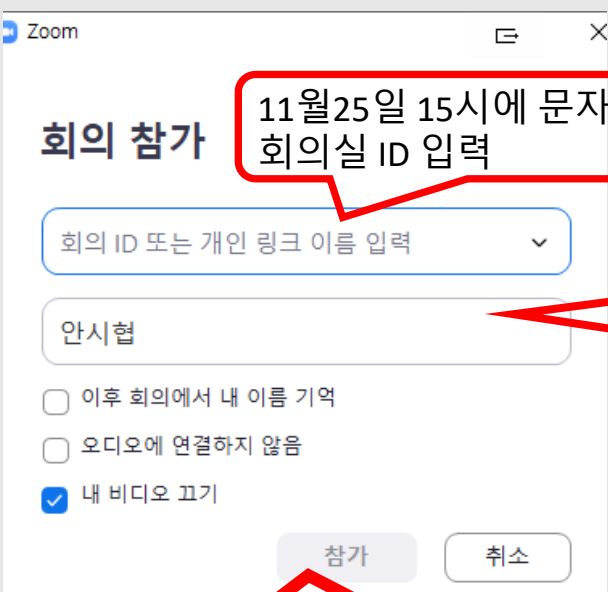 Zoom
11월25일 15시에 문자
회의실 ID 입력
회의 참가
회의 ID 또는 개인 링크 이름 입력
안시협
이후 회의에서 내 이름 기억
오디오에 연결하지 않음
내 비디오 끄기
참가
취소